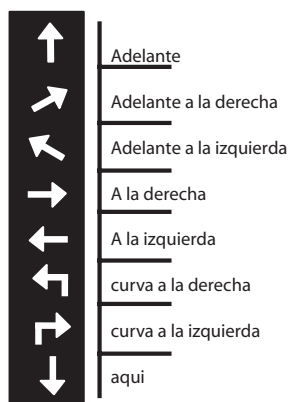 Adelante
Adelante a la derecha
Adelante a la izquierda
A la derecha
A la izquierda
curva a la derecha
curva a la izquierda
aqui